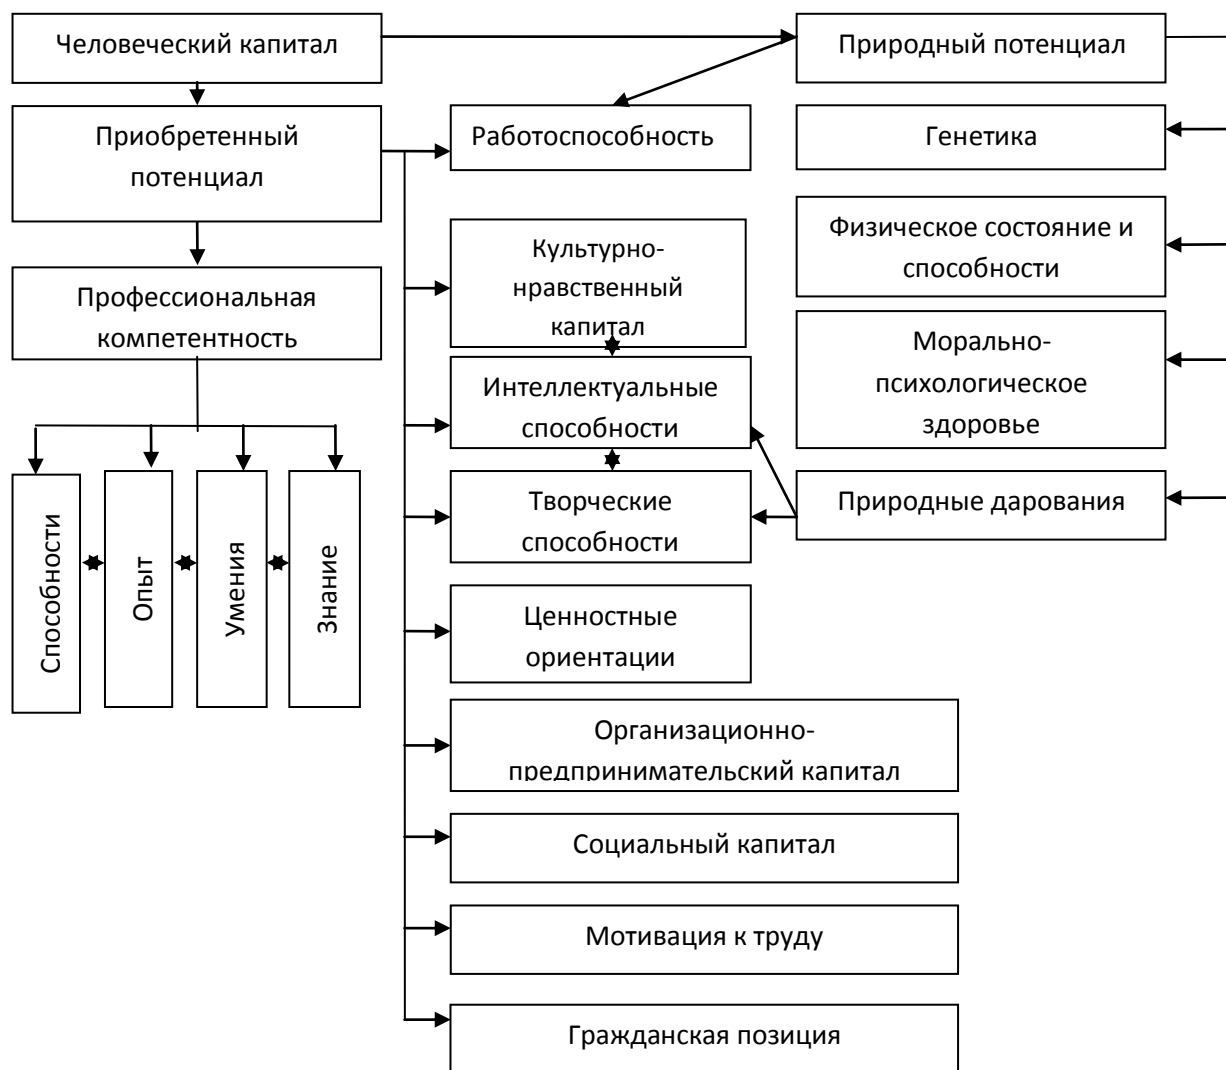 Человеческий капитал
Природный потенциал
Приобретенный
потенциал
Работоспособность
Генетика
Культурно-
нравственный
капитал
Физическое состояние и
способности
Профессиональная
компетентность
Интеллектуальные
способности
Морально-
психологическое
здоровье
Способности
Опыт
Умения
Знание
Творческие
способности
Природные дарования
Ценностные
ориентации
Организационно-
предпринимательский капитал
Социальный капитал
Мотивация к труду
Гражданская позиция